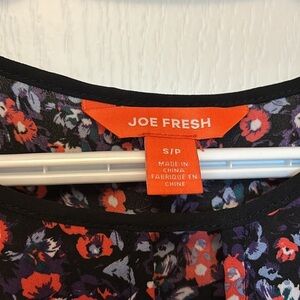 JOE FRESH
S/P
MADE IN
CHINA
FABRIQUÉ EN
CHINE